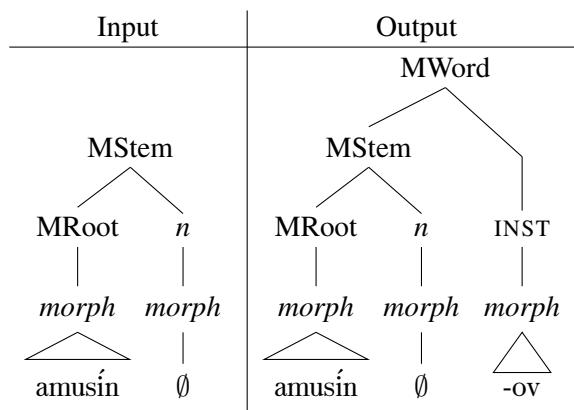 Input Output
MWord
MStem MStem
MRoot n MRoot n INST
morph morph morph morph morph
amusín ∅ amusín ∅ -ov